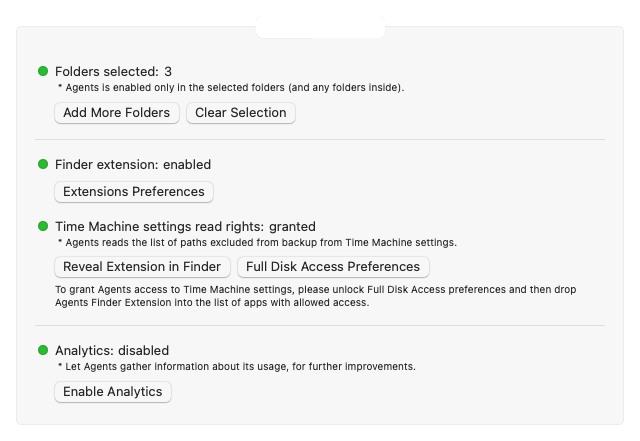 Folders selected: 3
* Agents is enabled only in the selected folders (and any folders inside).
Add More Folders Clear Selection
Finder extension: enabled
Extensions Preferences
Time Machine settings read rights: granted
* Agents reads the list of paths excluded from backup from Time Machine settings.
Reveal Extension in Finder Full Disk Access Preferences
To grant Agents access to Time Machine settings, please unlock Full Disk Access preferences and then drop
Agents Finder Extension into the list of apps with allowed access.
Analytics: disabled
* Let Agents gather information about its usage, for further improvements.
Enable Analytics